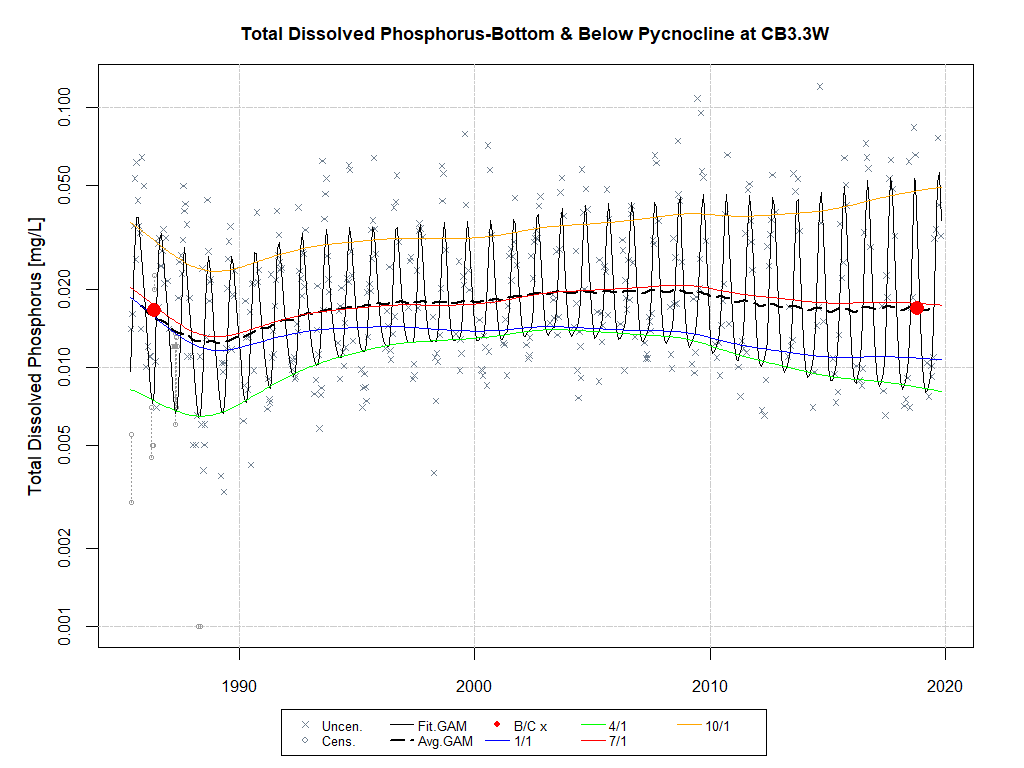 Total Dissolved Phosphorus-Bottom & Below Pycnocline at CB3.3W
Total Dissolved Phosphorus [mg/L]
0.100
0.050
0.020
0.010
0.005
0.002
0.001
1990 2000 2010 2020
Uncen. Fit.GAM B/C x 4/1 10/1
Cens. Avg.GAM 1/1 7/1